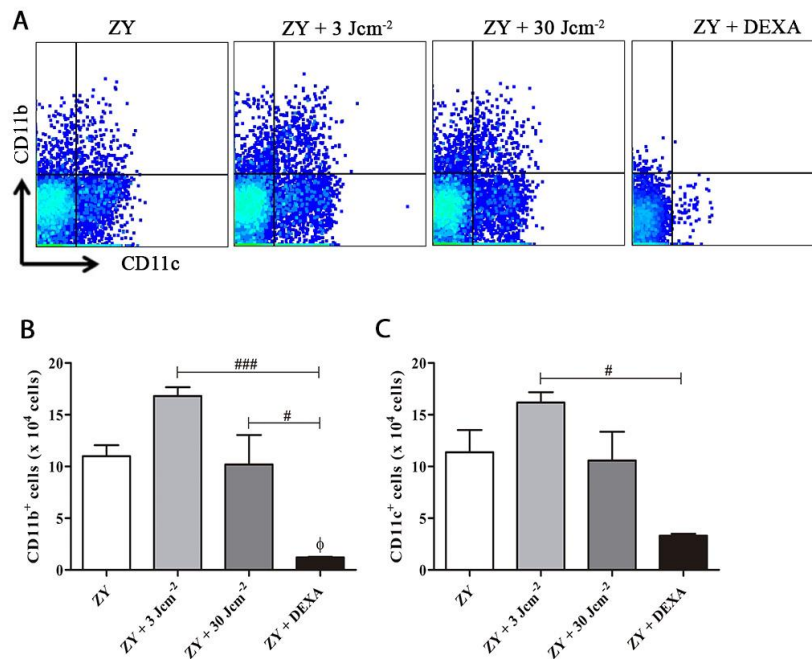 A
ZY
ZY + 3 Jcm-2
ZY + 30 Jcm-2
ZY + DEXA
CD11b
CD11c
B
CD11b+ cells (x 10⁴ cells)
20
15
10
5
0
###
#
ϕ
ZY
ZY + 3 Jcm-2
ZY + 30 Jcm-2
ZY + DEXA
C
CD11c+ cells (x 10⁴ cells)
20
15
10
5
0
#
ZY
ZY + 3 Jcm-2
ZY + 30 Jcm-2
ZY + DEXA